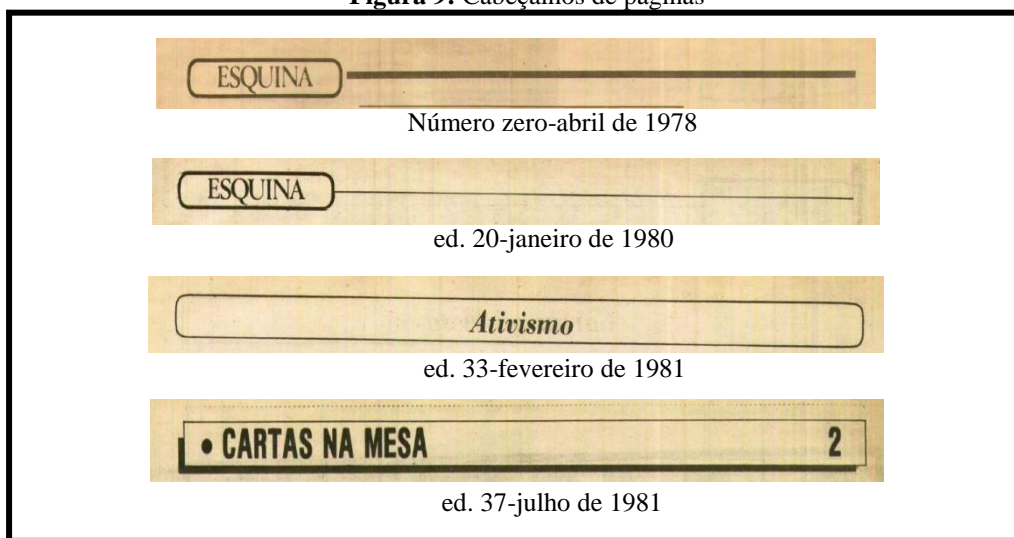 Figura 9: Cabeçalhos de páginas
ESQUINA
Número zero-abril de 1978
ESQUINA
ed. 20-janeiro de 1980
Ativismo
ed. 33-fevereiro de 1981
• CARTAS NA MESA 2
ed. 37-julho de 1981